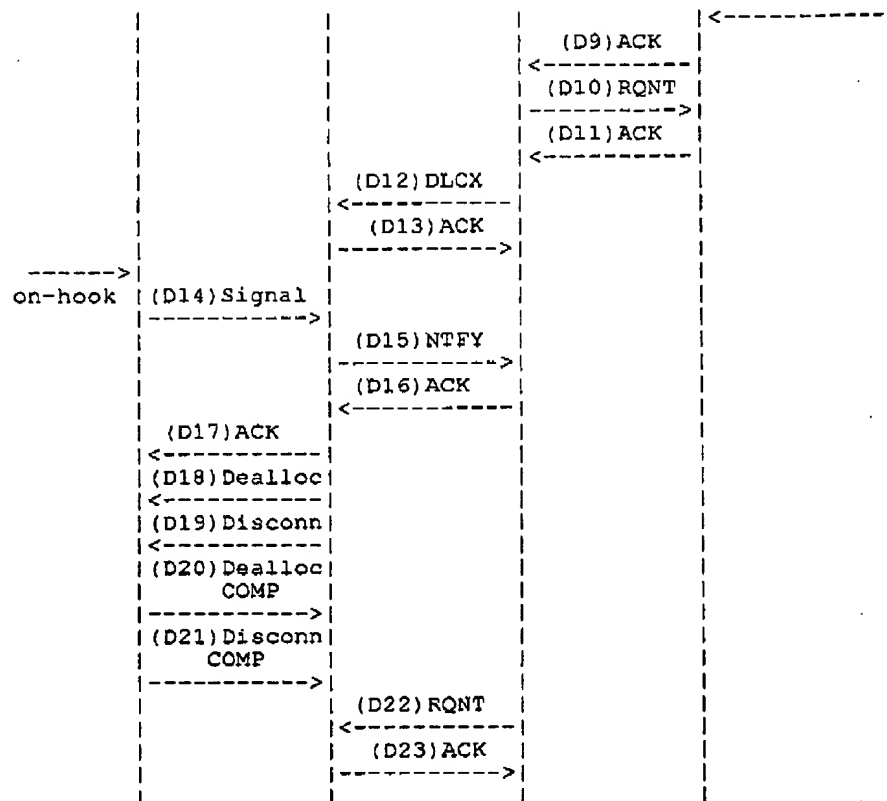 (D9)ACK
(D10)RQNT
(D11)ACK
(D12)DLCX
(D13)ACK
on-hook (D14)Signal
(D15)NTFY
(D16)ACK
(D17)ACK
(D18)Dealloc
(D19)Disconn
(D20)Dealloc
COMP
(D21)Disconn
COMP
(D22)RQNT
(D23)ACK